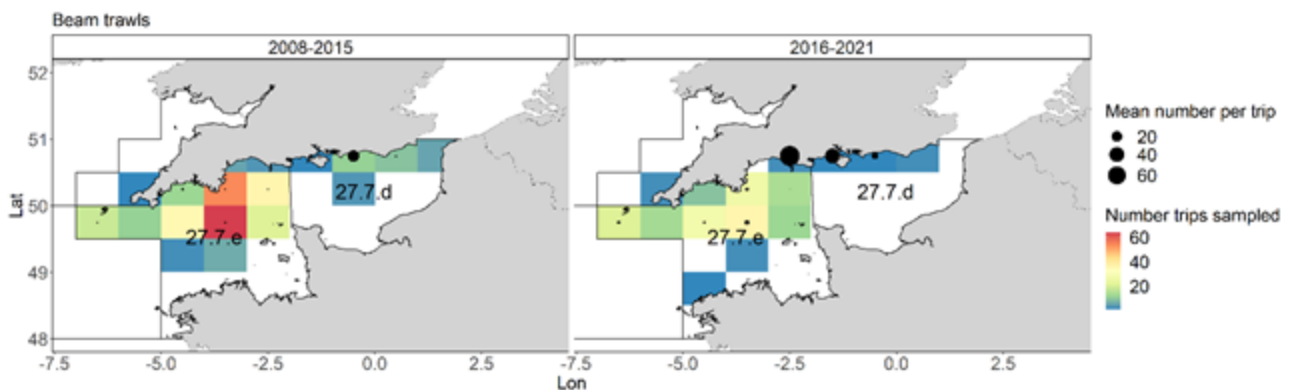 Beam trawls
2008-2015
2016-2021
52
51
50
49
48
Lat
27.7.d
27.7.e
27.7.d
27.7.e
-7.5 -5.0 -2.5 0.0 2.5
-7.5 -5.0 -2.5 0.0 2.5
Lon
Mean number per trip
20
40
60
Number trips sampled
60
40
20